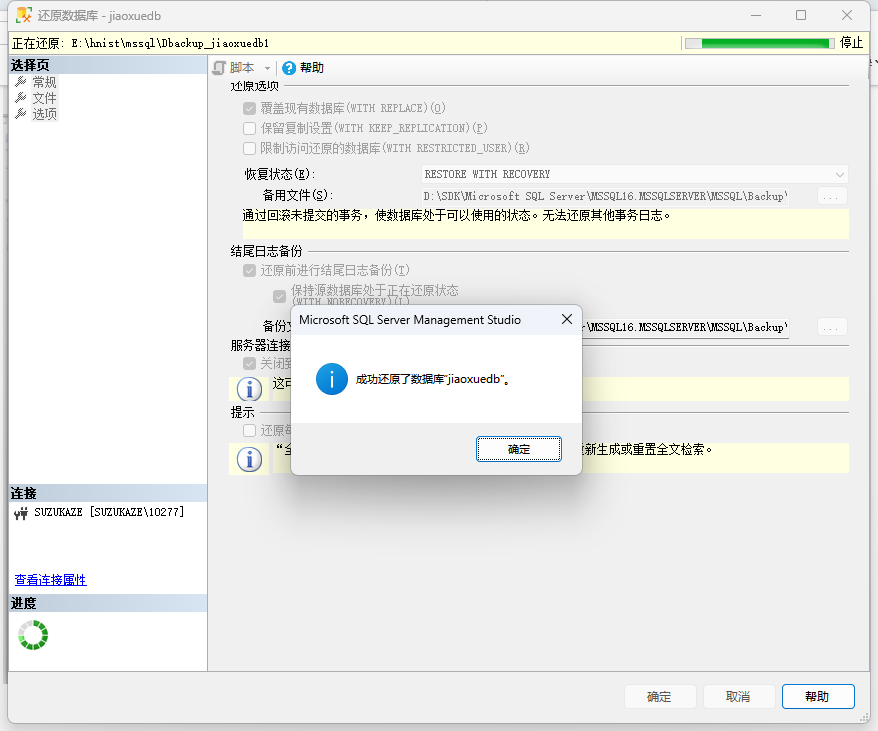 还原数据库 - jiaoxuedb
正在还原: E:\hnist\mssql\Dbackup_jiaoxuedb1
停止
选择页
常规
文件
选项
脚本
帮助
还原选项
覆盖现有数据库(WITH REPLACE)(O)
保留复制设置(WITH KEEP_REPLICATION)(P)
限制访问还原的数据库(WITH RESTRICTED_USER)(R)
恢复状态(E):
RESTORE WITH RECOVERY
备用文件(S):
D:\SDK\Microsoft SQL Server\MSSQL16.MSSQLSERVER\MSSQL\Backup\
...
通过回滚未提交的事务，使数据库处于可以使用的状态。无法还原其他事务日志。
结尾日志备份
还原前进行结尾日志备份(T)
保持源数据库处于正在还原状态
(WITH NORECOVERY)(L)
备份文
\MSSQL16.MSSQLSERVER\MSSQL\Backup\
...
服务器连接
关闭到
这可
提示
还原每
“全
新生成或重置全文检索。
Microsoft SQL Server Management Studio
成功还原了数据库“jiaoxuedb”。
确定
连接
SUZUKAZE [SUZUKAZE\10277]
查看连接属性
进度
确定
取消
帮助